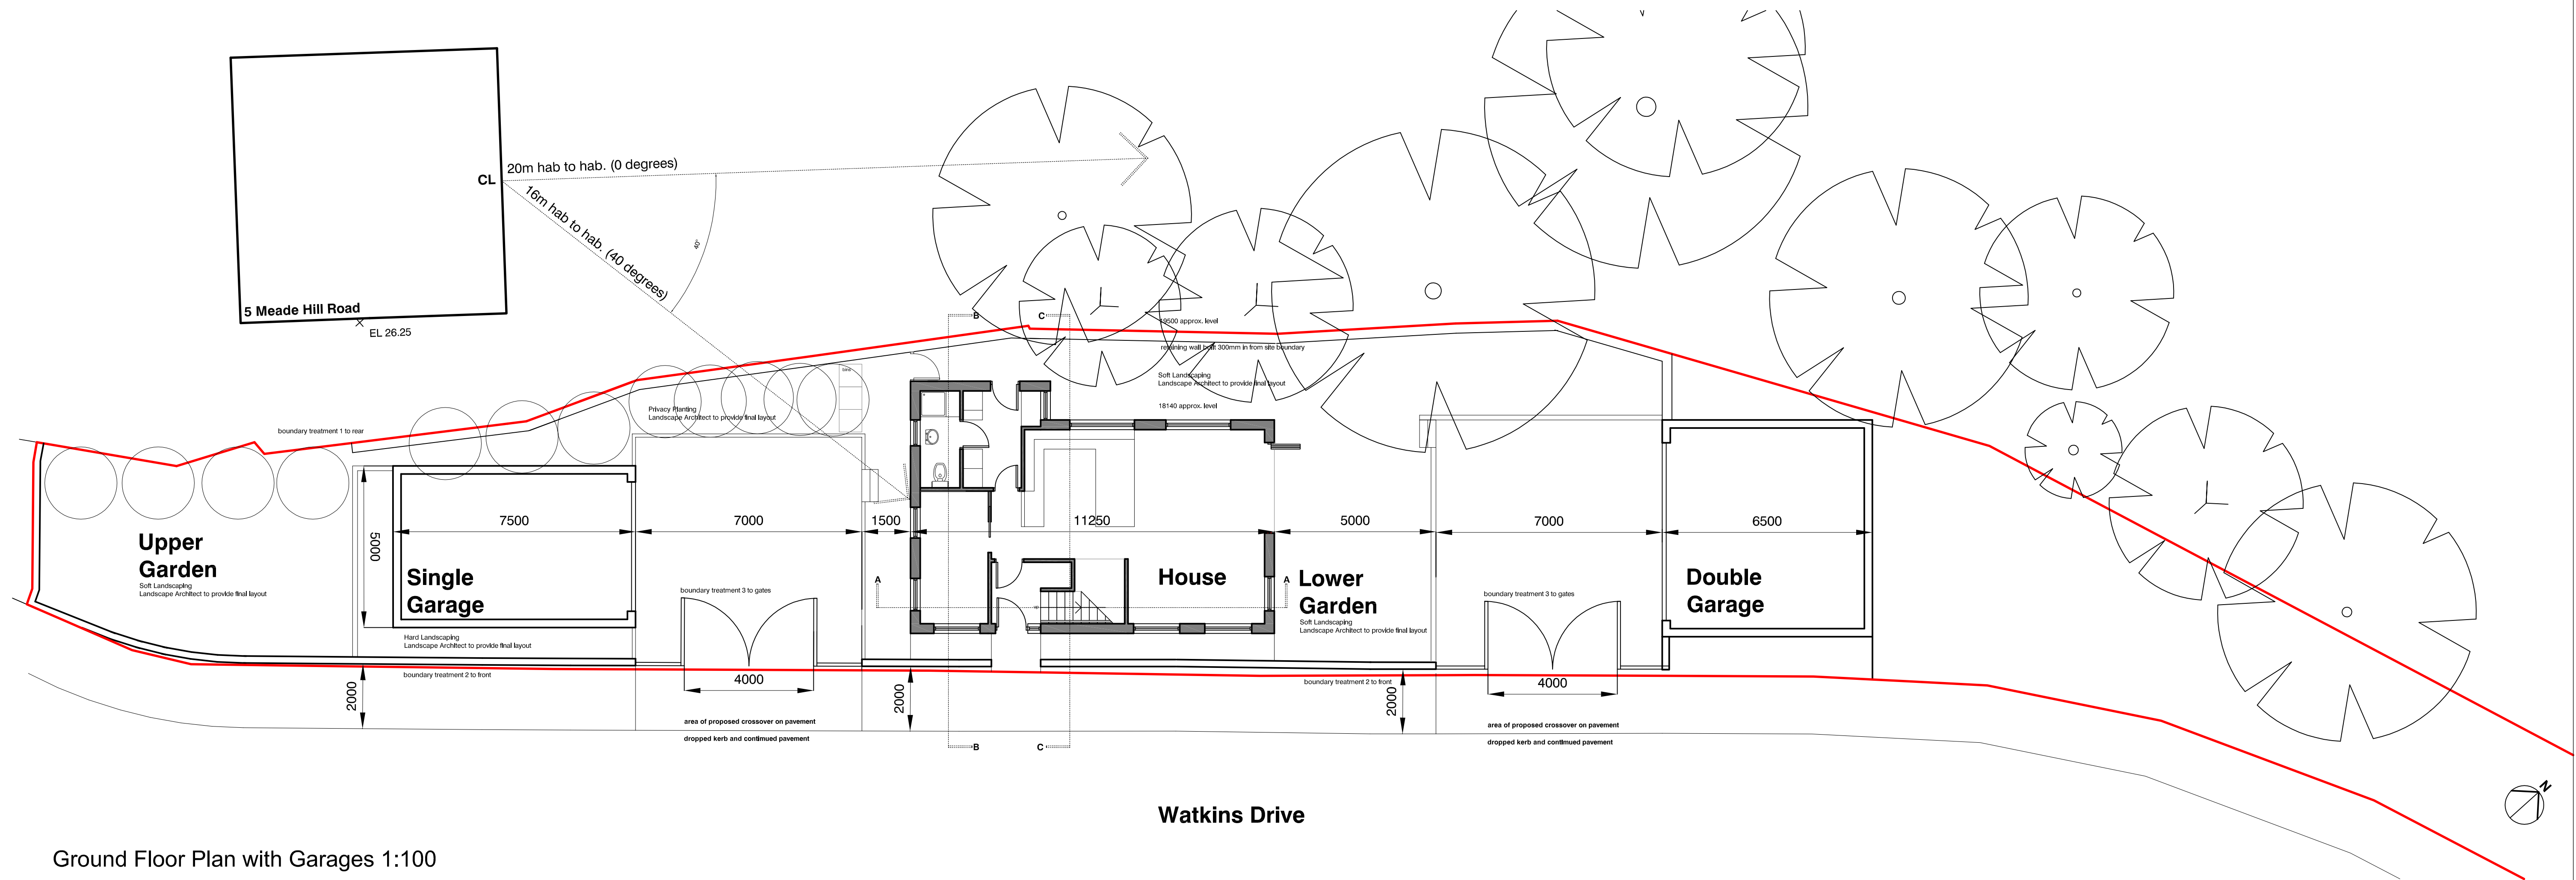 20m hab to hab. (0 degrees)
CL
16m hab to hab. (40 degrees)
40°
5 Meade Hill Road
EL 26.25
B
C
19500 approx. level
retaining wall built 300mm in from site boundary
bins
Soft Landscaping
Landscape Architect to provide final layout
18140 approx. level
Privacy Planting
Landscape Architect to provide final layout
boundary treatment 1 to rear
7500
7000
1500
11250
5000
7000
6500
5000
Upper
Garden
Soft Landscaping
Landscape Architect to provide final layout
Single
Garage
boundary treatment 3 to gates
A
House
A
Lower
Garden
Soft Landscaping
Landscape Architect to provide final layout
boundary treatment 3 to gates
Double
Garage
Hard Landscaping
Landscape Architect to provide final layout
boundary treatment 2 to front
boundary treatment 2 to front
2000
4000
2000
2000
4000
area of proposed crossover on pavement
dropped kerb and continued pavement
area of proposed crossover on pavement
dropped kerb and continued pavement
B
C
N
Watkins Drive
Ground Floor Plan with Garages 1:100